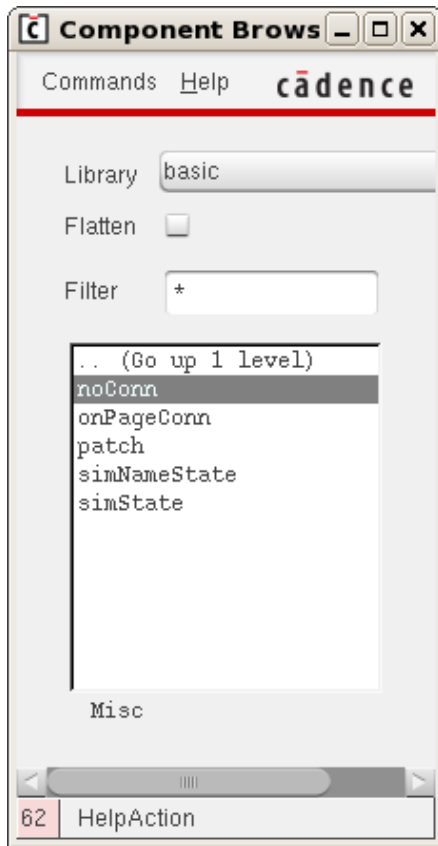 Component Brows
Commands Help cādence
Library basic
Flatten
Filter *
.. (Go up 1 level)
noConn
onPageConn
patch
simNameState
simState
Misc
62 HelpAction